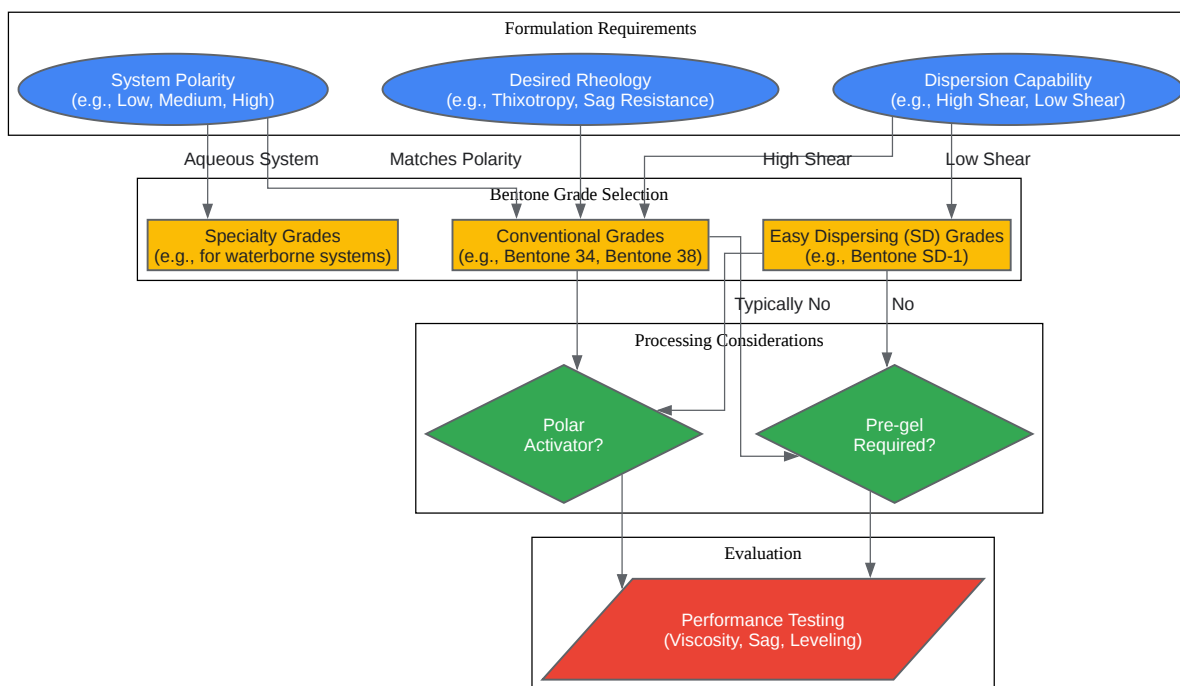 Formulation Requirements
System Polarity
(e.g., Low, Medium, High)
Desired Rheology
(e.g., Thixotropy, Sag Resistance)
Dispersion Capability
(e.g., High Shear, Low Shear)
Aqueous System
Matches Polarity
High Shear
Low Shear
Bentone Grade Selection
Specialty Grades
(e.g., for waterborne systems)
Conventional Grades
(e.g., Bentone 34, Bentone 38)
Easy Dispersing (SD) Grades
(e.g., Bentone SD-1)
Typically No
No
Processing Considerations
Polar
Activator?
Pre-gel
Required?
Evaluation
Performance Testing
(Viscosity, Sag, Leveling)